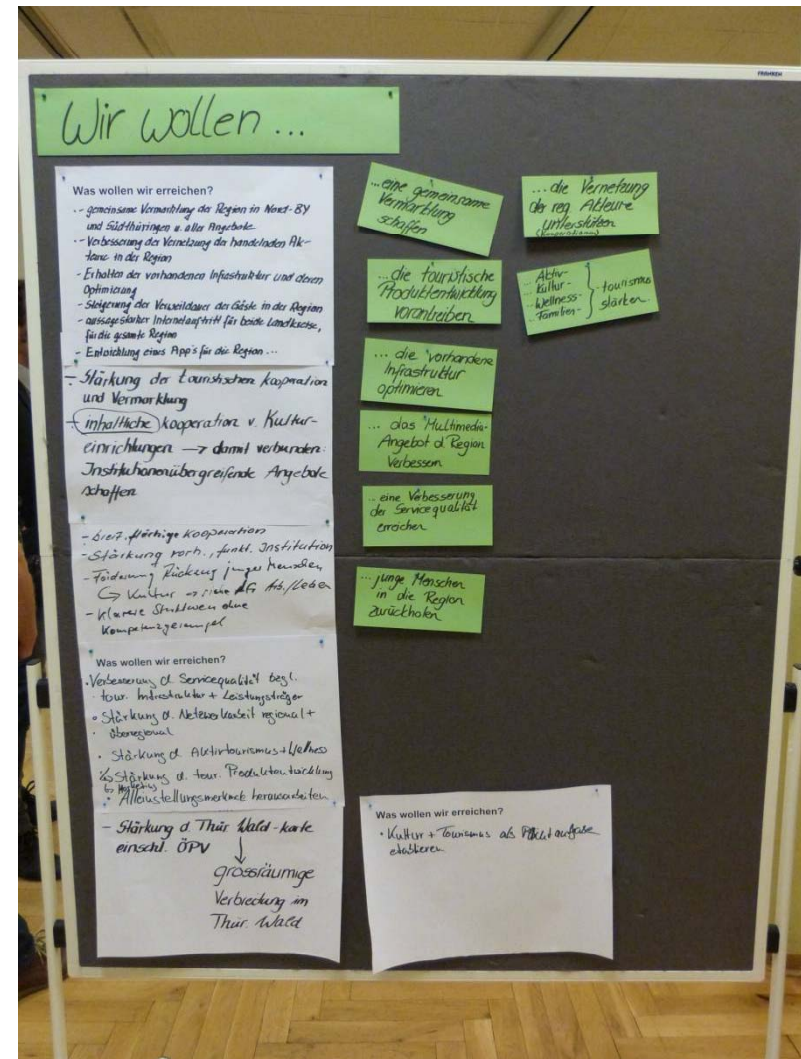 FRANKEN
Wir wollen ...
Was wollen wir erreichen?
- gemeinsame Vermarktung der Region in Nord-BY
und Südthüringen u. aller Angebote
- Verbesserung der Vernetzung der handelnden Ak-
teure in der Region
- Erhalten der vorhandenen Infrastruktur und deren
Optimierung
- Steigerung der Verweildauer der Gäste in der Region
- aussagestarker Internetauftritt für beide Landkreise,
für die gesamte Region
- Entwicklung eines App's für die Region ...
- Stärkung der touristischen Kooperation
und Vermarktung
- inhaltliche Kooperation v. Kultur-
einrichtungen → damit verbunden:
Institutionenübergreifende Angebote
schaffen
- breit. flächige Kooperation
- Stärkung vorh., funkt. Institution
- Förderung Rückzug junger Menschen
↳ Kultur → Arb./Leben
- Klarere Strukturen ohne
Kompetenzgerangel
Was wollen wir erreichen?
• Verbesserung d. Servicequalität bzgl.
tour. Infrastruktur + Leistungsträger
• Stärkung d. Netzwerkarbeit regional +
überregional
• Stärkung d. Aktivtourismus + Wellness
↳ Stärkung d. tour. Produktentwicklung
↳ Marketing
• Alleinstellungsmerkmale herausarbeiten
- Stärkung d. Thür. Wald-karte
einschl. ÖPV
↓
grossräumige
Verbreitung im
Thür. Wald
... eine gemeinsame
Vermarktung
schaffen
... die touristische
Produktentwicklung
vorantreiben
... die vorhandene
Infrastruktur
optimieren
... das Multimedia-
Angebot d. Region
Verbessern
... eine Verbesserung
der Servicequalität
erreichen
... junge Menschen
in die Region
zurückholen
... die Vernetzung
der reg. Akteure
unterstützen
(Kooperationen)
... Aktiv-
... Kultur-
... Wellness-
... Familien-
} tourismus
stärken
Was wollen wir erreichen?
• Kultur + Tourismus als Pflichtaufgabe
etablieren